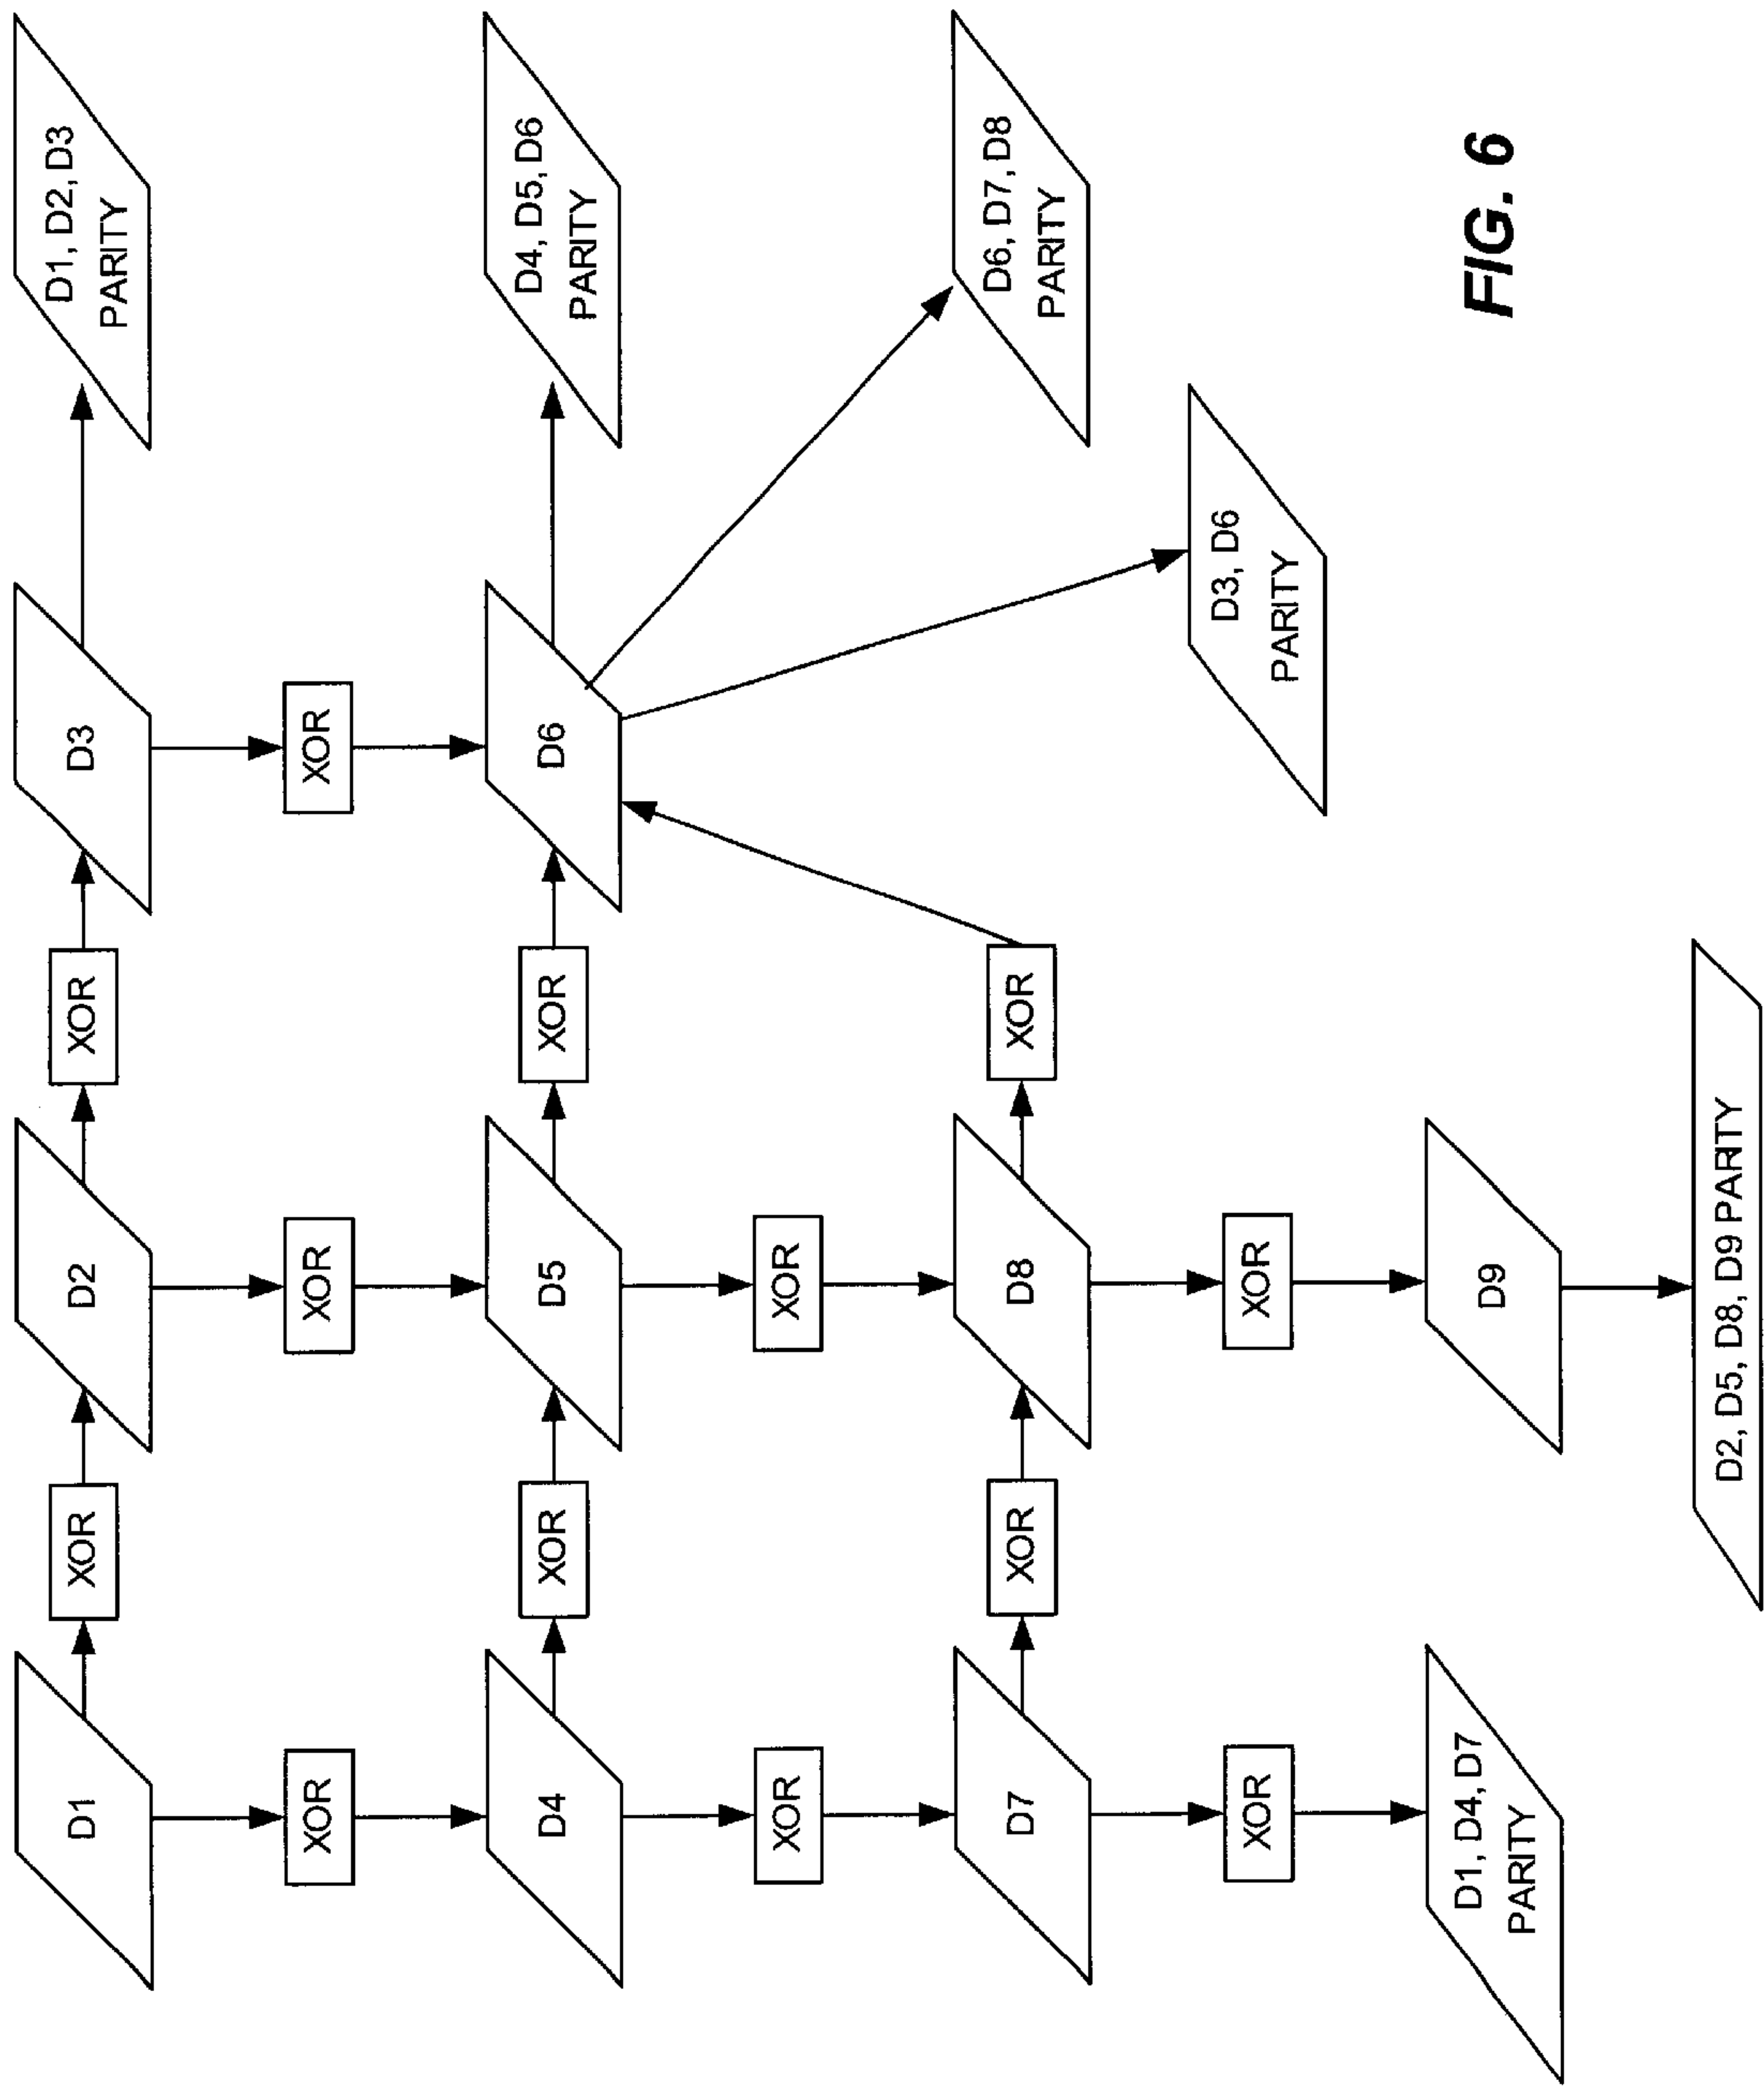 D1
XOR
D2
XOR
D3
D1, D2, D3
PARITY
XOR
XOR
XOR
D4
XOR
D5
XOR
D6
D4, D5, D6
PARITY
XOR
XOR
D7
XOR
D8
XOR
D6, D7, D8
PARITY
XOR
XOR
D3, D6
PARITY
D1, D4, D7
PARITY
D9
FIG. 6
D2, D5, D8, D9 PARITY